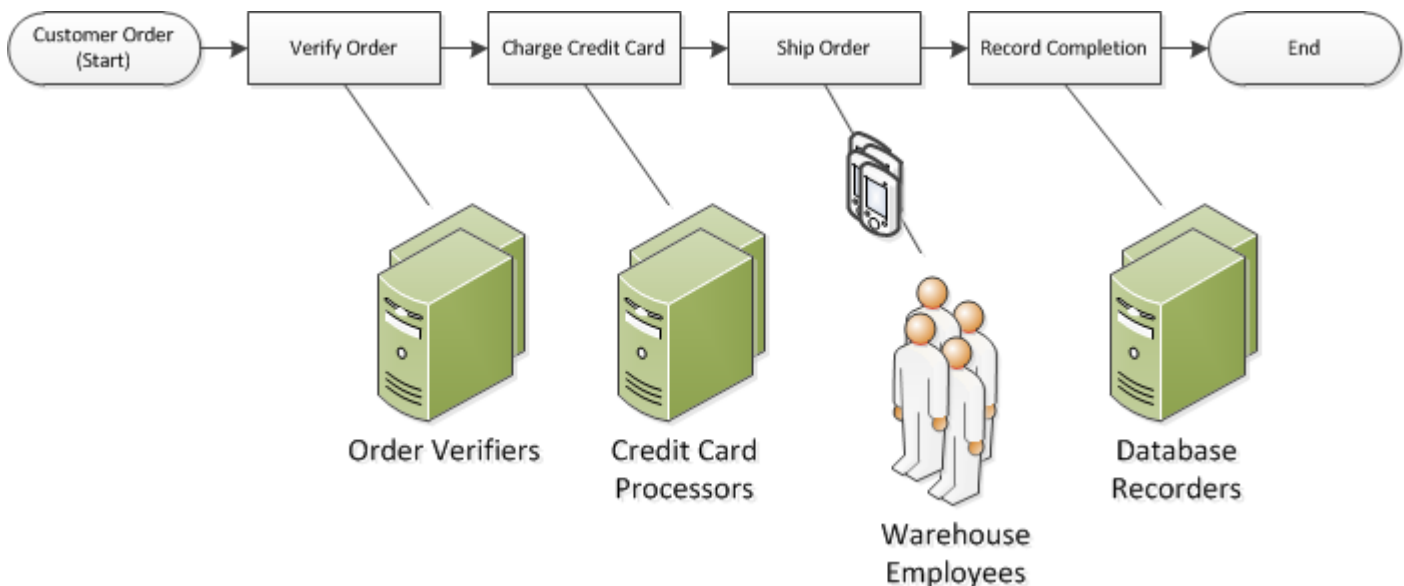 Customer Order
(Start)
Verify Order
Charge Credit Card
Ship Order
Record Completion
End
Order Verifiers
Credit Card
Processors
Warehouse
Employees
Database
Recorders